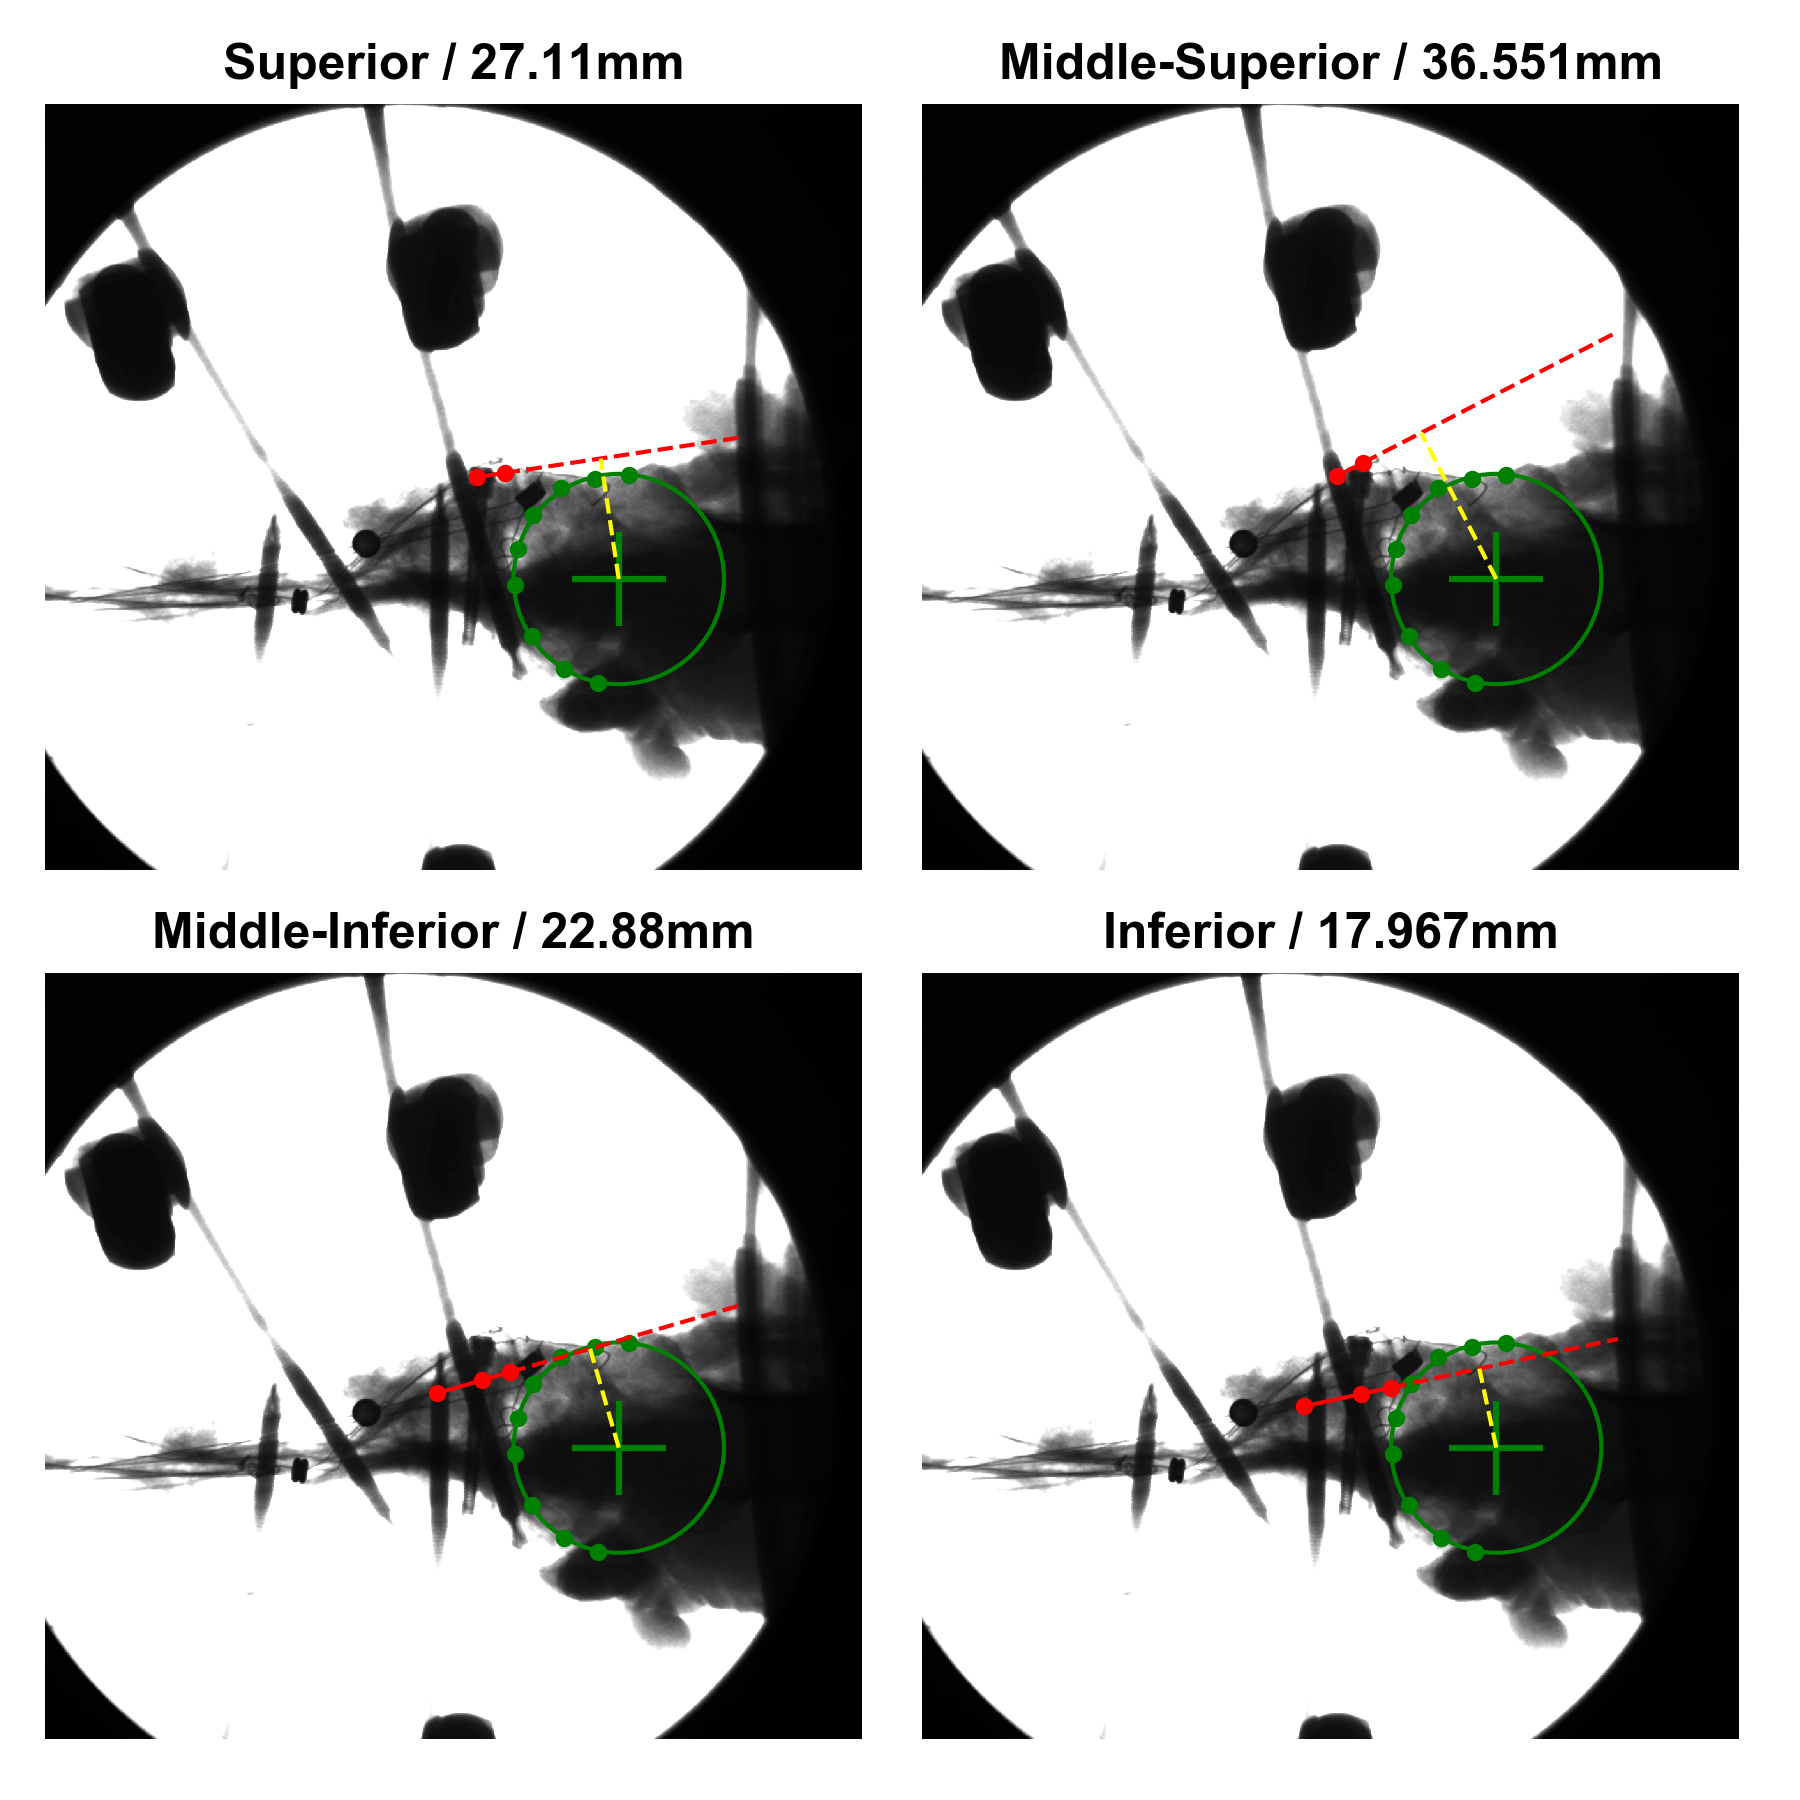 Superior / 27.11mm
Middle-Superior / 36.551mm
Middle-Inferior / 22.88mm
Inferior / 17.967mm